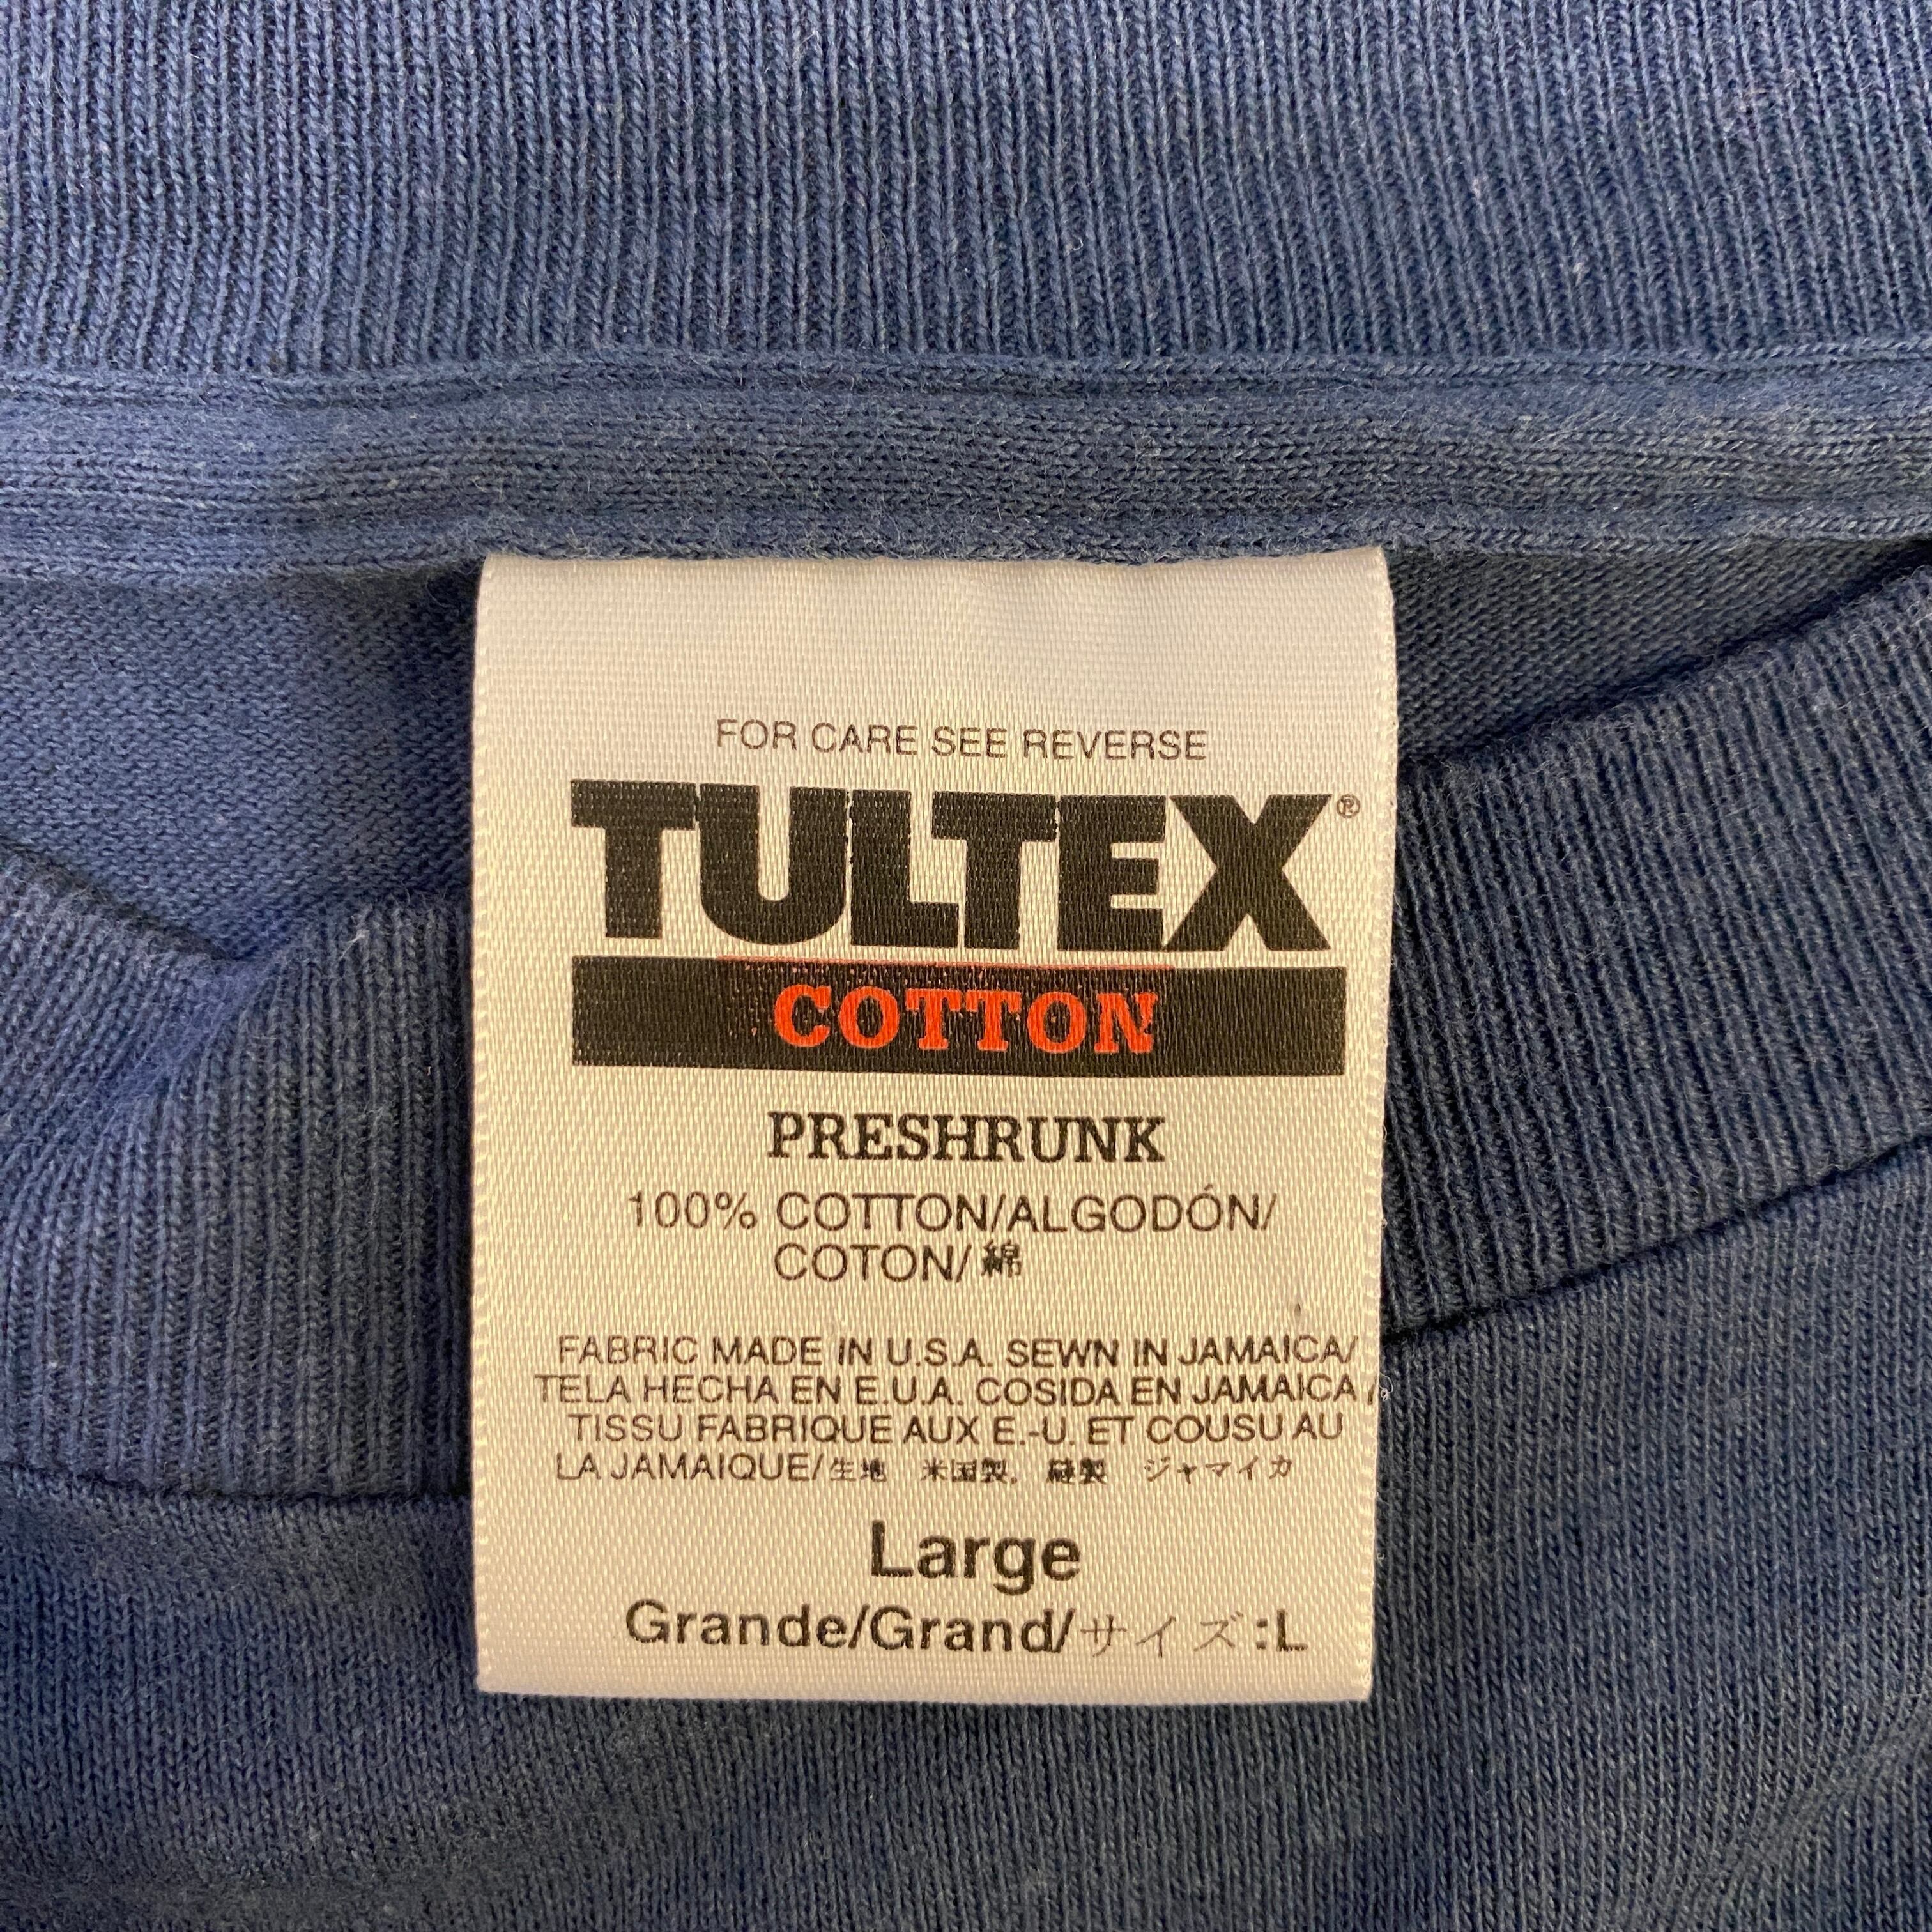 FOR CARE SEE REVERSE
TULTEX®
COTTON
PRESHRUNK
100% COTTON/ALGODÓN/
COTON/綿
FABRIC MADE IN U.S.A. SEWN IN JAMAICA/
TELA HECHA EN E.U.A. COSIDA EN JAMAICA/
TISSU FABRIQUE AUX E.-U. ET COUSU AU
LA JAMAIQUE/生地 米国製, 縫製 ジャマイカ
Large
Grande/Grand/サイズ:L